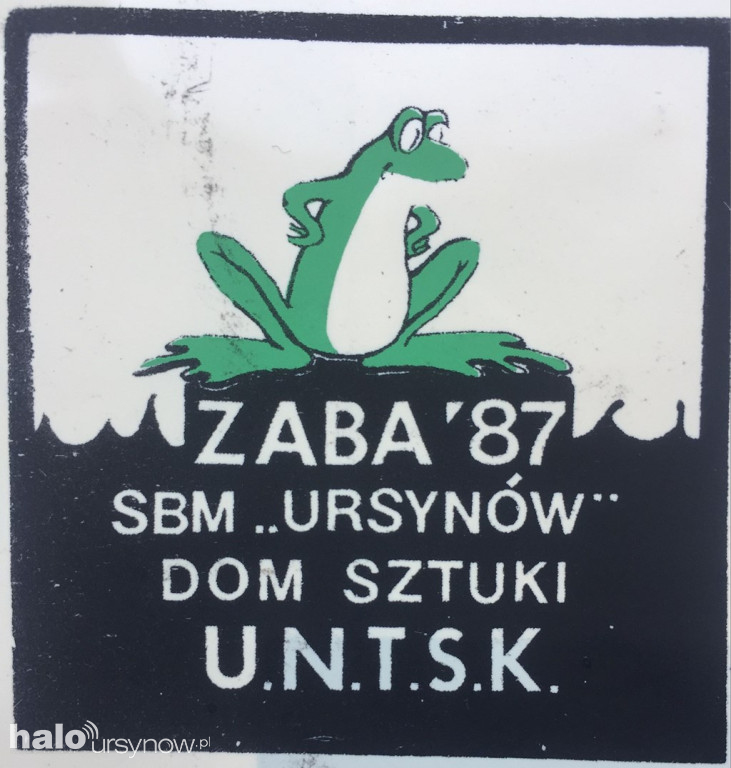 ZABA '87
SBM „URSYNÓW"
DOM SZTUKI
U.N.T.S.K.
halo ursynow.pl